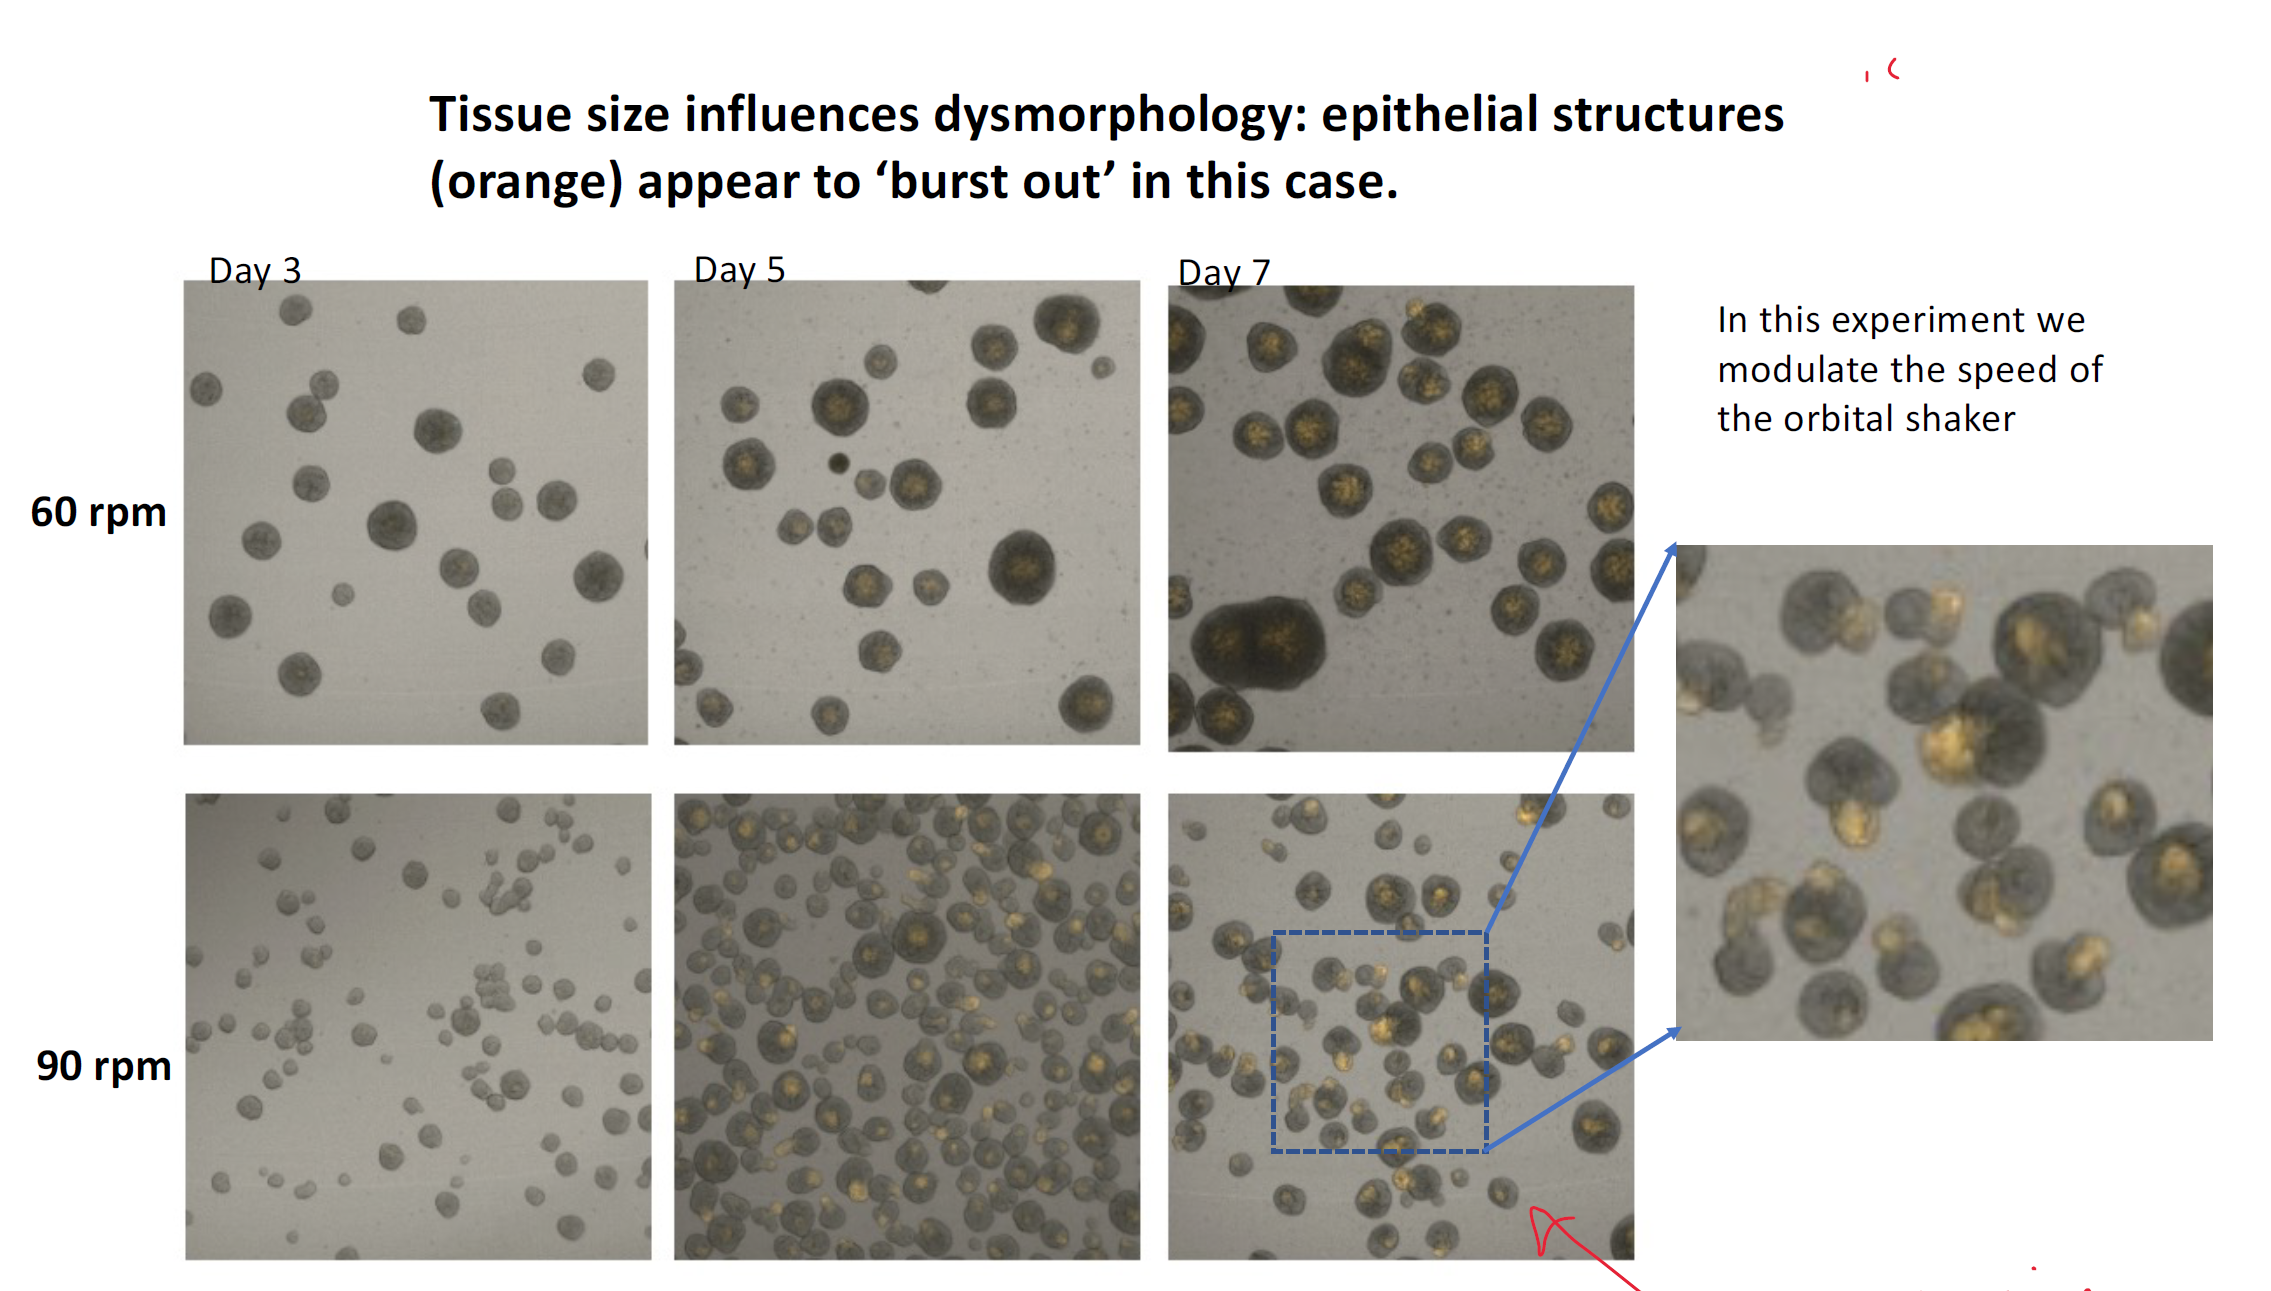 Tissue size influences dysmorphology: epithelial structures
(orange) appear to ‘burst out’ in this case.
Day 3
Day 5
Day 7
In this experiment we
modulate the speed of
the orbital shaker
60 rpm
90 rpm